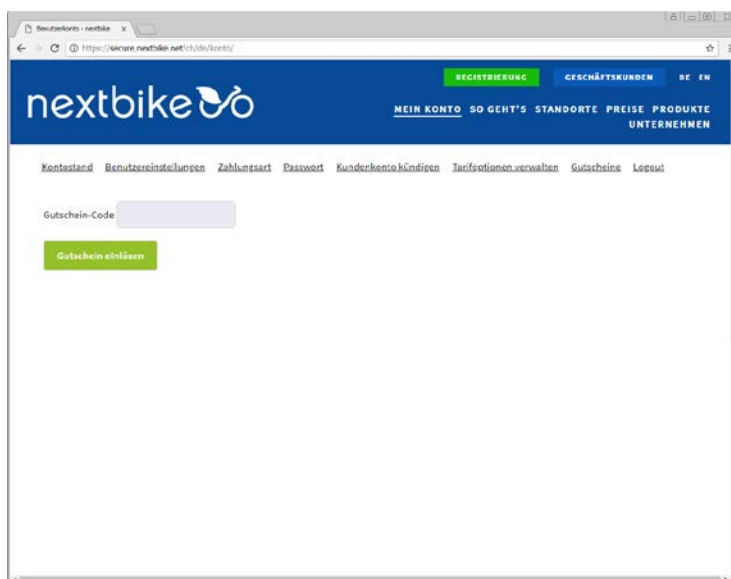 Benutzerkonto - nextbike
https://secure.nextbike.net/ch/de/konto/
REGISTRIERUNG GESCHÄFTSKUNDEN DE EN
nextbike
MEIN KONTO SO GEHT'S STANDORTE PREISE PRODUKTE
UNTERNEHMEN
Kontostand Benutzereinstellungen Zahlungsart Passwort Kundenkonto kündigen Tarifoptionen verwalten Gutscheine Logout
Gutschein-Code
Gutschein einlösen